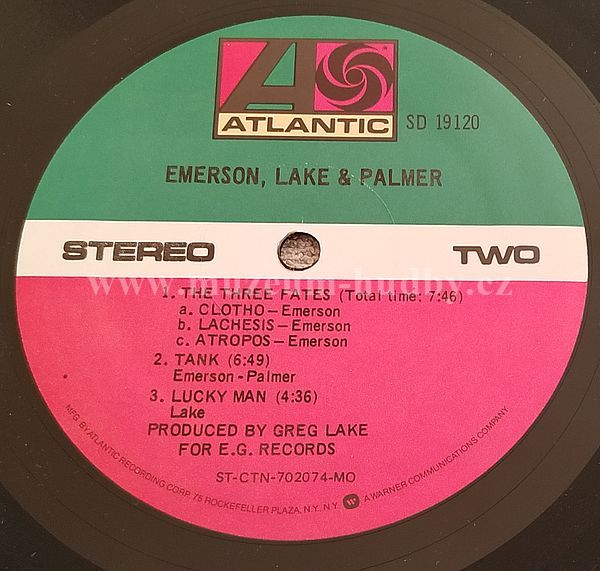 ATLANTIC
SD 19120
EMERSON, LAKE & PALMER
STEREO TWO
www.muzeum-hudby.cz
1. THE THREE FATES (Total time: 7:46)
a. CLOTHO – Emerson
b. LACHESIS – Emerson
c. ATROPOS – Emerson
2. TANK (6:49)
Emerson - Palmer
3. LUCKY MAN (4:36)
Lake
PRODUCED BY GREG LAKE
FOR E.G. RECORDS
ST-CTN-702074-MO
MFG. BY ATLANTIC RECORDING CORP. 75 ROCKEFELLER PLAZA, N.Y. N.Y. A WARNER COMMUNICATIONS COMPANY